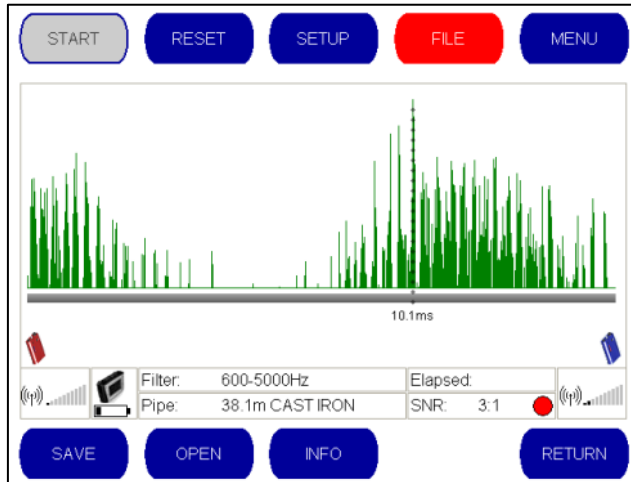 START RESET SETUP FILE MENU
10.1ms
Filter: 600-5000Hz Elapsed:
Pipe: 38.1m CAST IRON SNR: 3:1
SAVE OPEN INFO RETURN